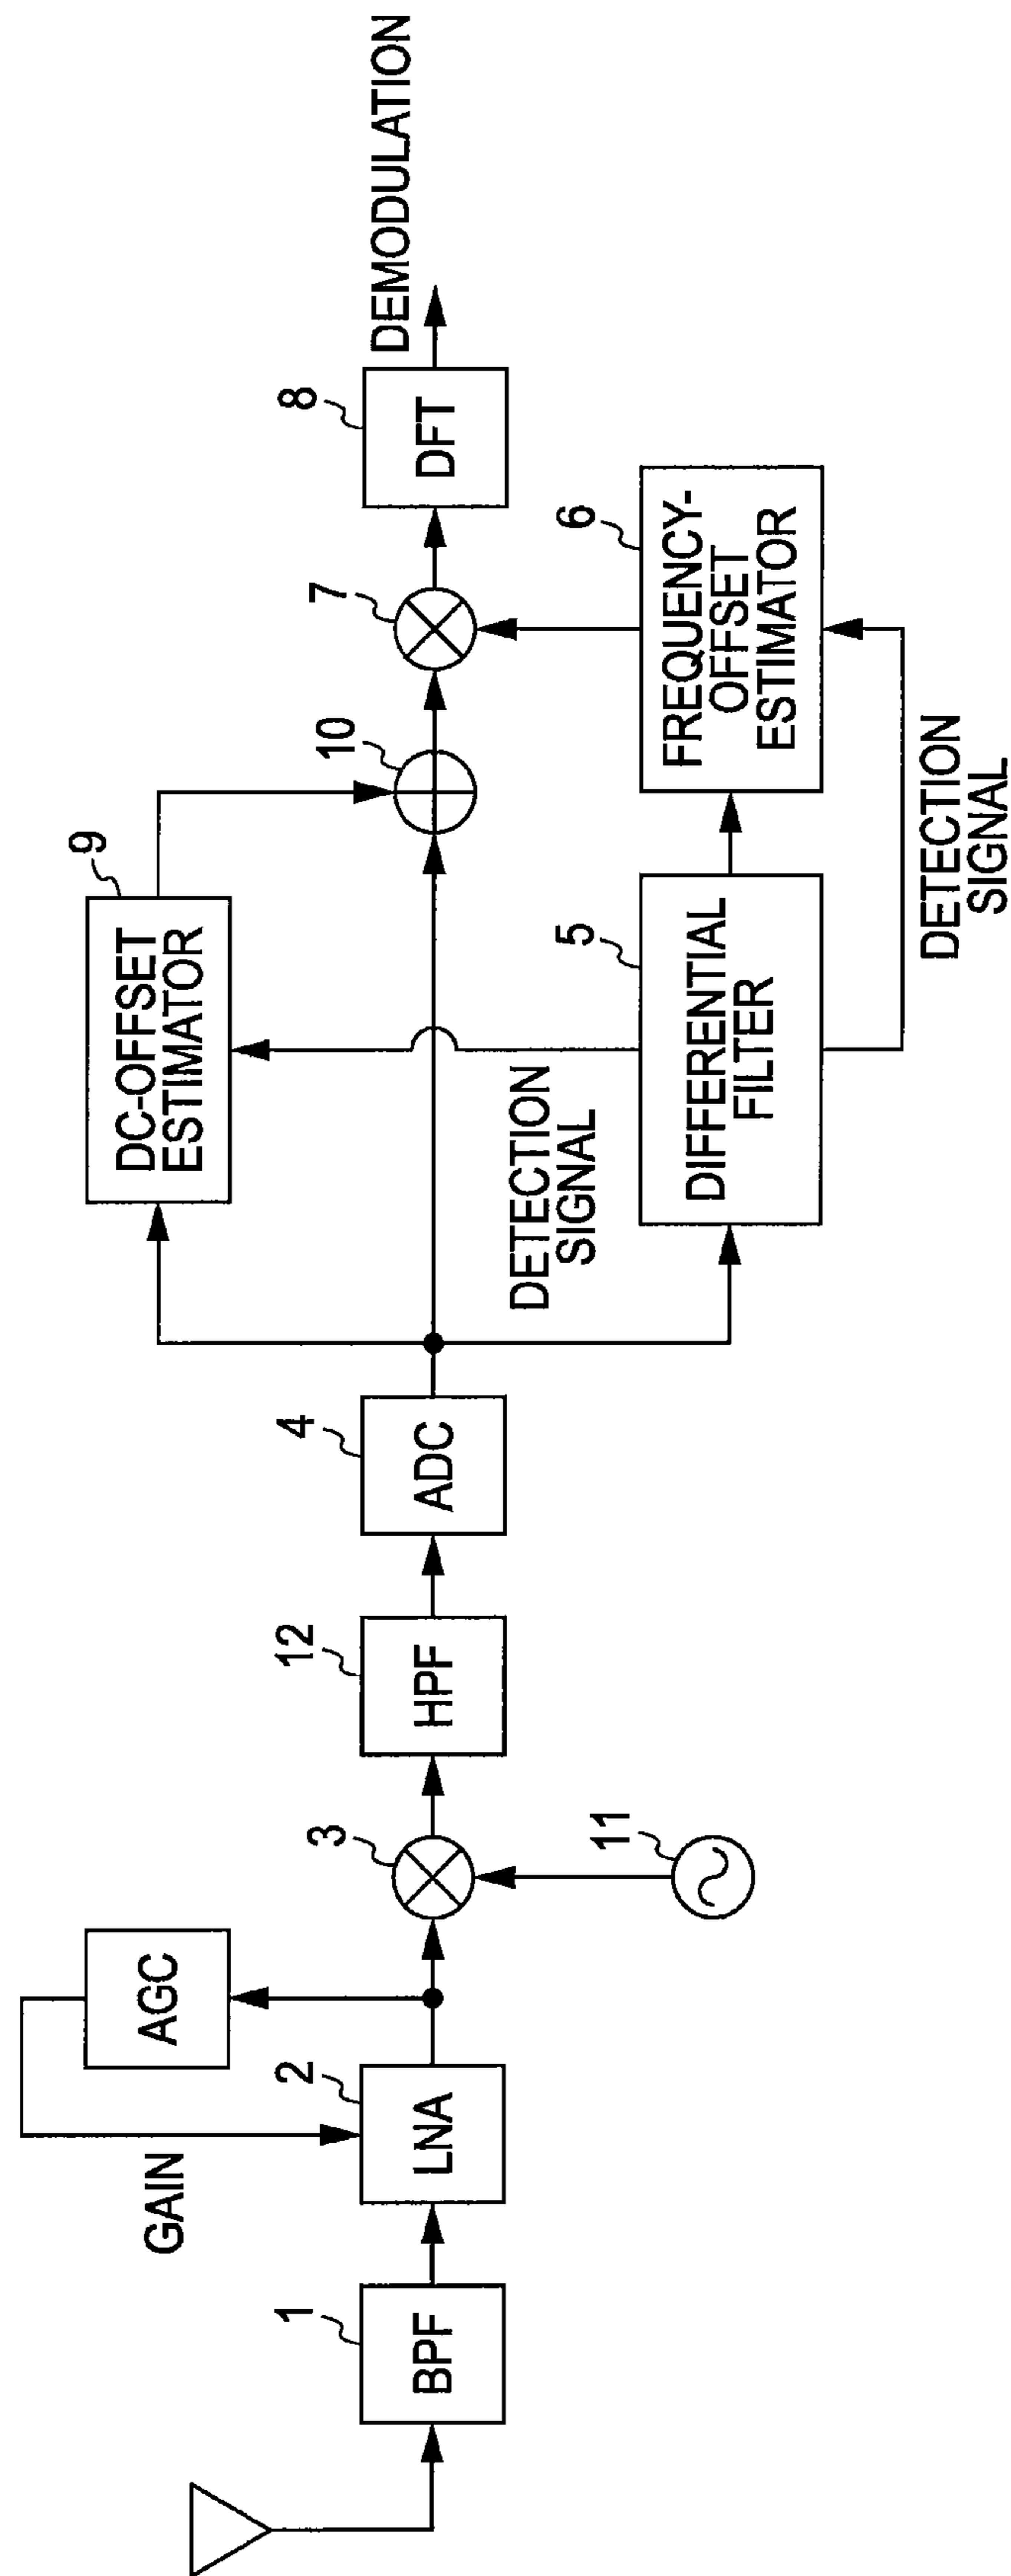 GAIN
AGC
1
BPF
2
LNA
3
11
12
HPF
4
ADC
9
DC-OFFSET
ESTIMATOR
DETECTION
SIGNAL
5
DIFFERENTIAL
FILTER
10
7
6
FREQUENCY-
OFFSET
ESTIMATOR
DETECTION
SIGNAL
8
DFT
DEMODULATION